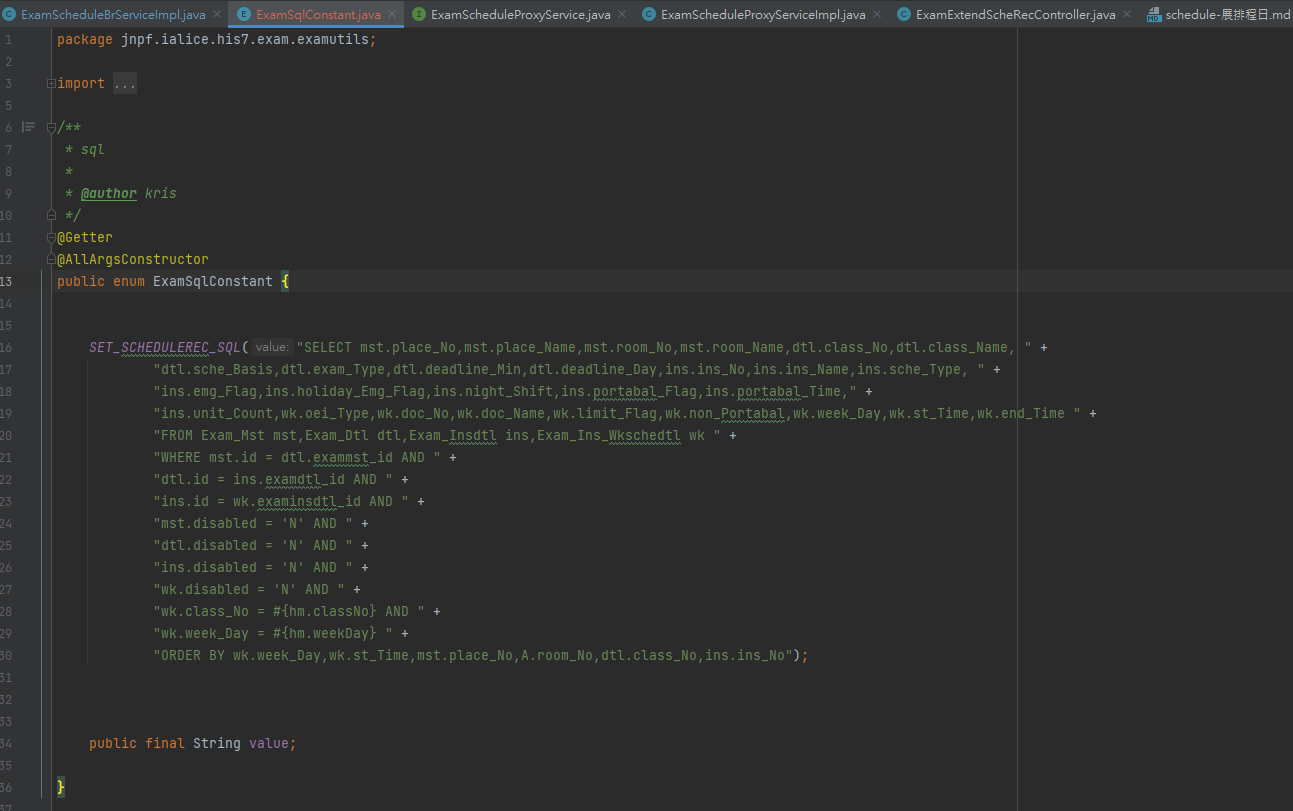 ExamScheduleBrServiceImpl.java ExamSqlConstant.java ExamScheduleProxyService.java ExamScheduleProxyServiceImpl.java ExamExtendScheRecController.java schedule-展排程日.md
1 package jnpf.ialice.his7.exam.examutils;
2
3 import ...
5
6 /**
7 * sql
8 *
9 * @author kris
10 */
11 @Getter
12 @AllArgsConstructor
13 public enum ExamSqlConstant {
14
15
16 SET_SCHEDULEREC_SQL( value: "SELECT mst.place_No,mst.place_Name,mst.room_No,mst.room_Name,dtl.class_No,dtl.class_Name, " +
17 "dtl.sche_Basis,dtl.exam_Type,dtl.deadline_Min,dtl.deadline_Day,ins.ins_No,ins.ins_Name,ins.sche_Type, " +
18 "ins.emg_Flag,ins.holiday_Emg_Flag,ins.night_Shift,ins.portabal_Flag,ins.portabal_Time," +
19 "ins.unit_Count,wk.oei_Type,wk.doc_No,wk.doc_Name,wk.limit_Flag,wk.non_Portabal,wk.week_Day,wk.st_Time,wk.end_Time " +
20 "FROM Exam_Mst mst,Exam_Dtl dtl,Exam_Insdtl ins,Exam_Ins_Wkschedtl wk " +
21 "WHERE mst.id = dtl.exammst_id AND " +
22 "dtl.id = ins.examdtl_id AND " +
23 "ins.id = wk.examinsdtl_id AND " +
24 "mst.disabled = 'N' AND " +
25 "dtl.disabled = 'N' AND " +
26 "ins.disabled = 'N' AND " +
27 "wk.disabled = 'N' AND " +
28 "wk.class_No = #{hm.classNo} AND " +
29 "wk.week_Day = #{hm.weekDay} " +
30 "ORDER BY wk.week_Day,wk.st_Time,mst.place_No,A.room_No,dtl.class_No,ins.ins_No");
31
32
33
34 public final String value;
35
36 }
37